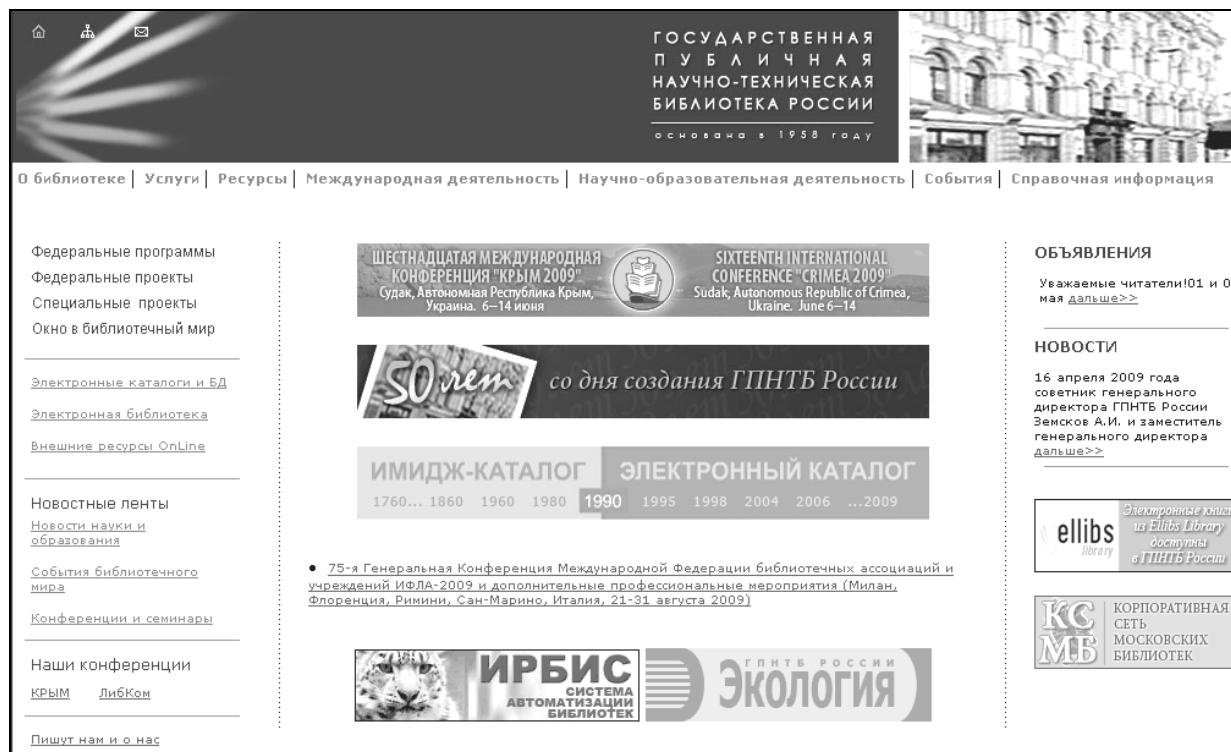 ГОСУДАРСТВЕННАЯ
ПУБЛИЧНАЯ
НАУЧНО-ТЕХНИЧЕСКАЯ
БИБЛИОТЕКА РОССИИ
основана в 1958 году
О библиотеке | Услуги | Ресурсы | Международная деятельность | Научно-образовательная деятельность | События | Справочная информация
Федеральные программы
Федеральные проекты
Специальные проекты
Окно в библиотечный мир
Электронные каталоги и БД
Электронная библиотека
Внешние ресурсы OnLine
Новостные ленты
Новости науки и
образования
События библиотечного
мира
Конференции и семинары
Наши конференции
КРЫМ ЛибКом
Пишут нам и о нас
ШЕСТНАДЦАТАЯ МЕЖДУНАРОДНАЯ
КОНФЕРЕНЦИЯ "КРЫМ 2009"
Судак, Автономная Республика Крым,
Украина. 6–14 июня
SIXTEENTH INTERNATIONAL
CONFERENCE "CRIMEA 2009"
Sudak, Autonomous Republic of Crimea,
Ukraine. June 6–14
50 лет со дня создания ГПНТБ России
ИМИДЖ-КАТАЛОГ ЭЛЕКТРОННЫЙ КАТАЛОГ
1760... 1860 1960 1980 1990 1995 1998 2004 2006 ...2009
● 75-я Генеральная Конференция Международной Федерации библиотечных ассоциаций и
учреждений ИФЛА-2009 и дополнительные профессиональные мероприятия (Милан,
Флоренция, Римини, Сан-Марино, Италия, 21-31 августа 2009)
ИРБИС
СИСТЕМА
АВТОМАТИЗАЦИИ
БИБЛИОТЕК
ГПНТБ РОССИИ
ЭКОЛОГИЯ
ОБЪЯВЛЕНИЯ
Уважаемые читатели!01 и 0
мая дальше>>
НОВОСТИ
16 апреля 2009 года
советник генерального
директора ГПНТБ России
Земсков А.И. и заместитель
генерального директора
дальше>>
ellibs
library
Электронные книги
из Ellibs Library
доступны
в ГПНТБ России
КС
МБ
КОРПОРАТИВНАЯ
СЕТЬ
МОСКОВСКИХ
БИБЛИОТЕК